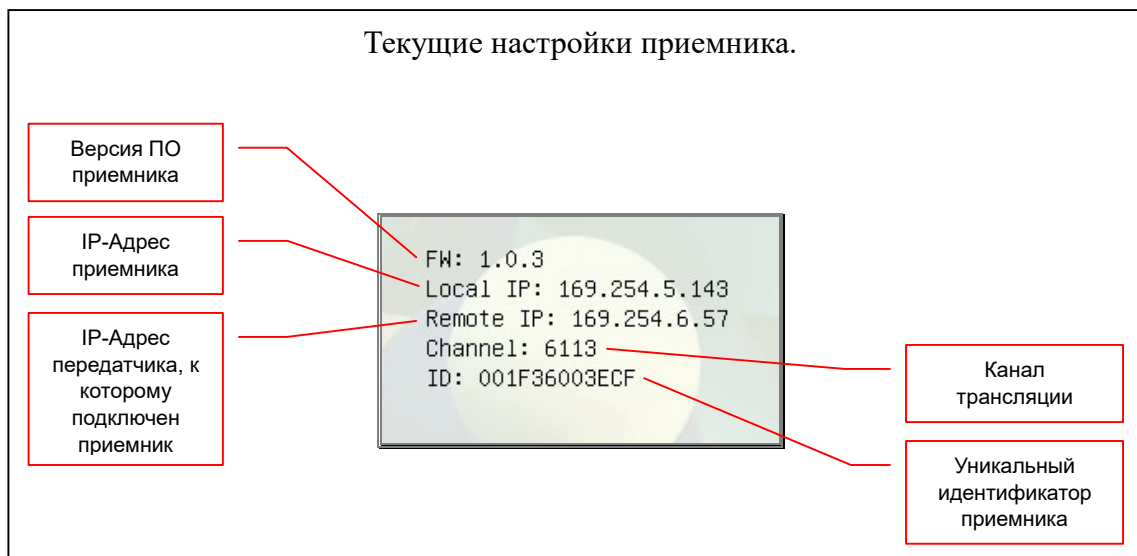 Текущие настройки приемника.
Версия ПО
приемника
IP-Адрес
приемника
IP-Адрес
передатчика, к
которому
подключен
приемник
FW: 1.0.3
Local IP: 169.254.5.143
Remote IP: 169.254.6.57
Channel: 6113
ID: 001F36003ECF
Канал
трансляции
Уникальный
идентификатор
приемника